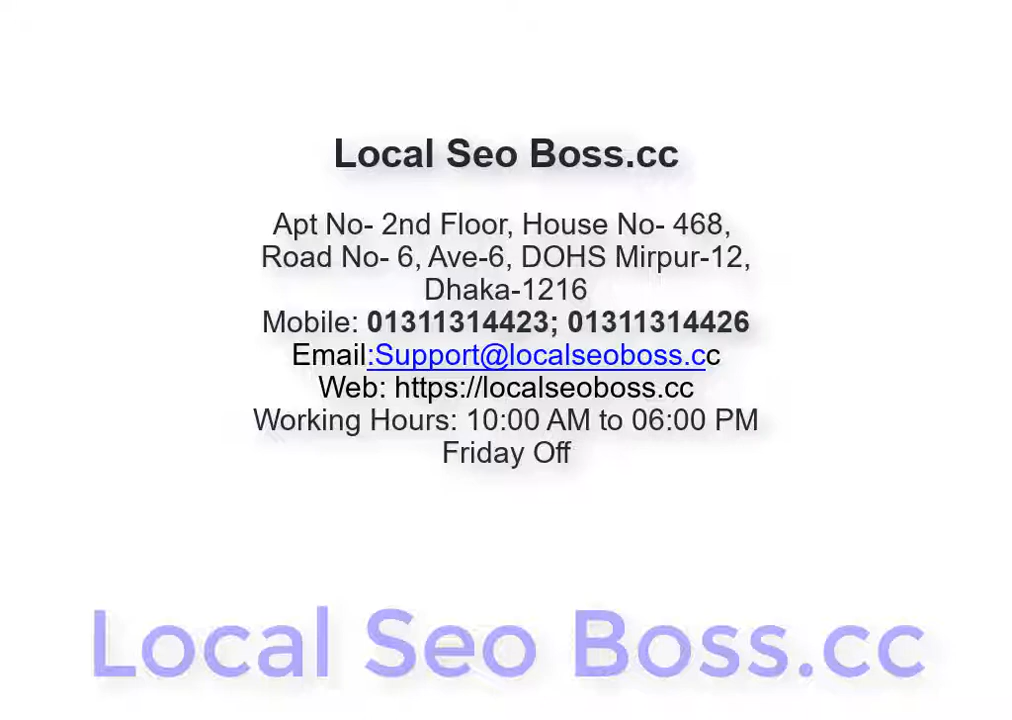 Local Seo Boss.cc
Apt No- 2nd Floor, House No- 468,
Road No- 6, Ave-6, DOHS Mirpur-12,
Dhaka-1216
Mobile: 01311314423; 01311314426
Email:Support@localseoboss.cc
Web: https://localseoboss.cc
Working Hours: 10:00 AM to 06:00 PM
Friday Off
Local Seo Boss.cc